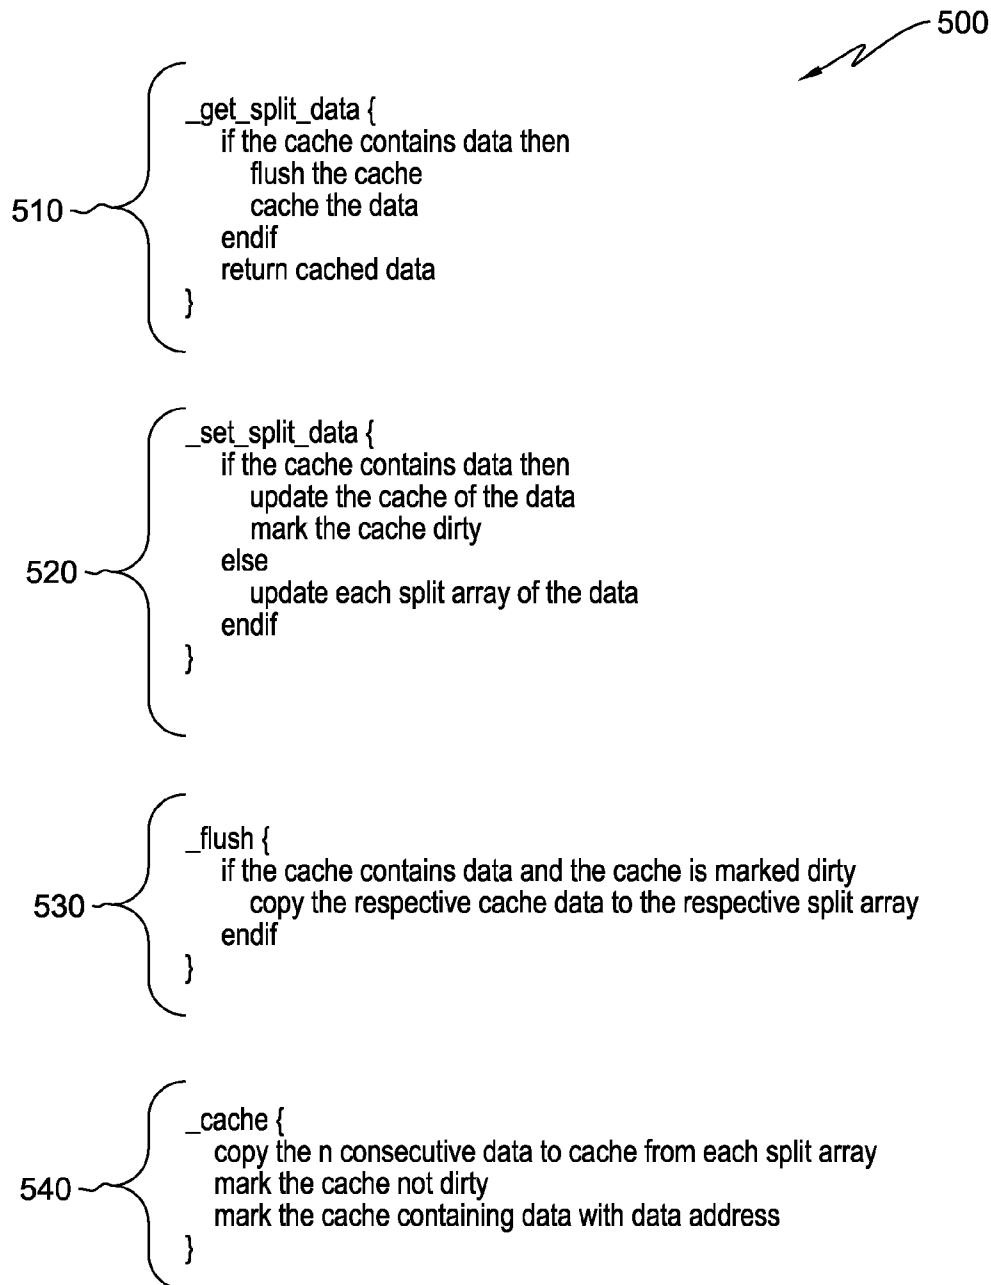 500
510
_get_split_data {
if the cache contains data then
flush the cache
cache the data
endif
return cached data
}
520
_set_split_data {
if the cache contains data then
update the cache of the data
mark the cache dirty
else
update each split array of the data
endif
}
530
_flush {
if the cache contains data and the cache is marked dirty
copy the respective cache data to the respective split array
endif
}
540
_cache {
copy the n consecutive data to cache from each split array
mark the cache not dirty
mark the cache containing data with data address
}